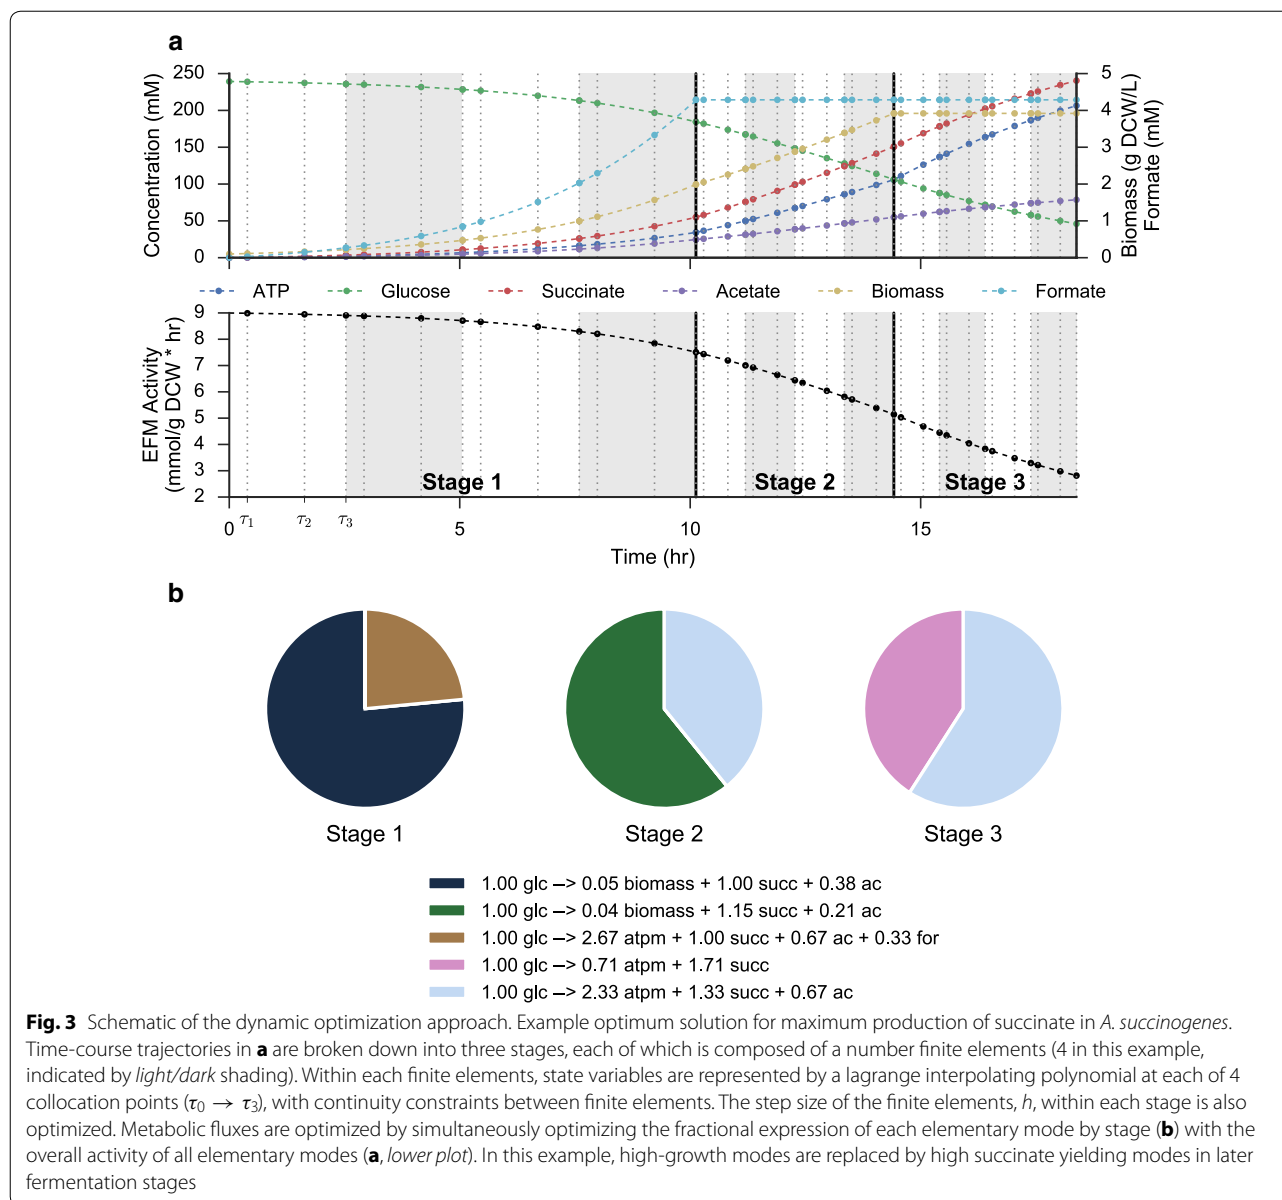 a
250
200
150
100
50
0
Concentration (mM)
5
4
3
2
1
0
Biomass (g DCW/L)
Formate (mM)
0 5 10 15
ATP Glucose Succinate Acetate Biomass Formate
9
8
7
6
5
4
3
2
EFM Activity
(mmol/g DCW * hr)
Stage 1 Stage 2 Stage 3
0 τ1 τ2 τ3 5 10 15
Time (hr)
b
Stage 1 Stage 2 Stage 3
1.00 glc —> 0.05 biomass + 1.00 succ + 0.38 ac
1.00 glc —> 0.04 biomass + 1.15 succ + 0.21 ac
1.00 glc —> 2.67 atpm + 1.00 succ + 0.67 ac + 0.33 for
1.00 glc —> 0.71 atpm + 1.71 succ
1.00 glc —> 2.33 atpm + 1.33 succ + 0.67 ac
Fig. 3 Schematic of the dynamic optimization approach. Example optimum solution for maximum production of succinate in A. succinogenes.
Time-course trajectories in a are broken down into three stages, each of which is composed of a number finite elements (4 in this example,
indicated by light/dark shading). Within each finite elements, state variables are represented by a lagrange interpolating polynomial at each of 4
collocation points (τ0 → τ3), with continuity constraints between finite elements. The step size of the finite elements, h, within each stage is also
optimized. Metabolic fluxes are optimized by simultaneously optimizing the fractional expression of each elementary mode by stage (b) with the
overall activity of all elementary modes (a, lower plot). In this example, high-growth modes are replaced by high succinate yielding modes in later
fermentation stages